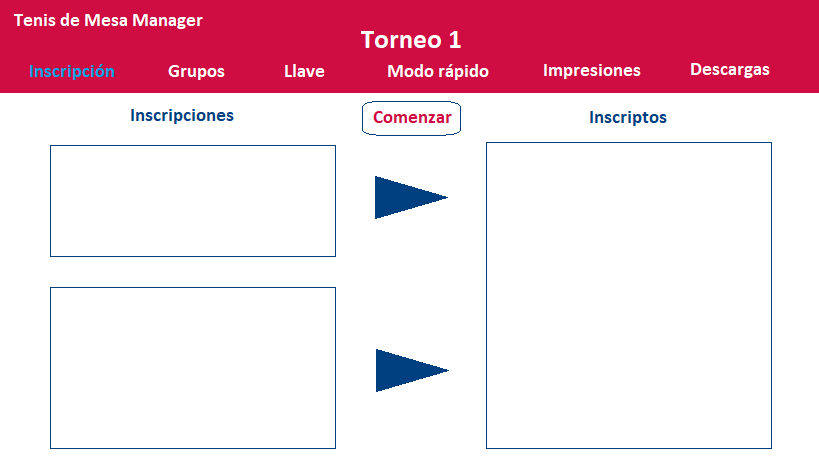 Tenis de Mesa Manager
Torneo 1
Inscripción Grupos Llave Modo rápido Impresiones Descargas
Inscripciones Comenzar Inscriptos